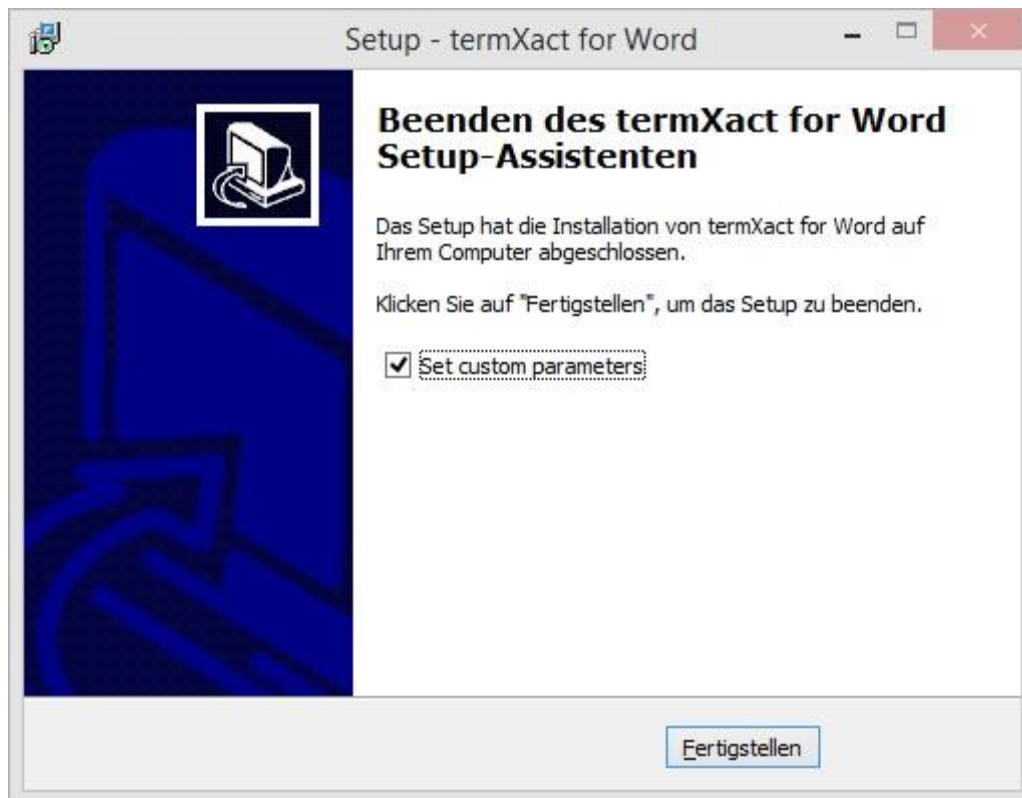 Setup - termXact for Word
Beenden des termXact for Word
Setup-Assistenten
Das Setup hat die Installation von termXact for Word auf
Ihrem Computer abgeschlossen.
Klicken Sie auf "Fertigstellen", um das Setup zu beenden.
Set custom parameters
Fertigstellen